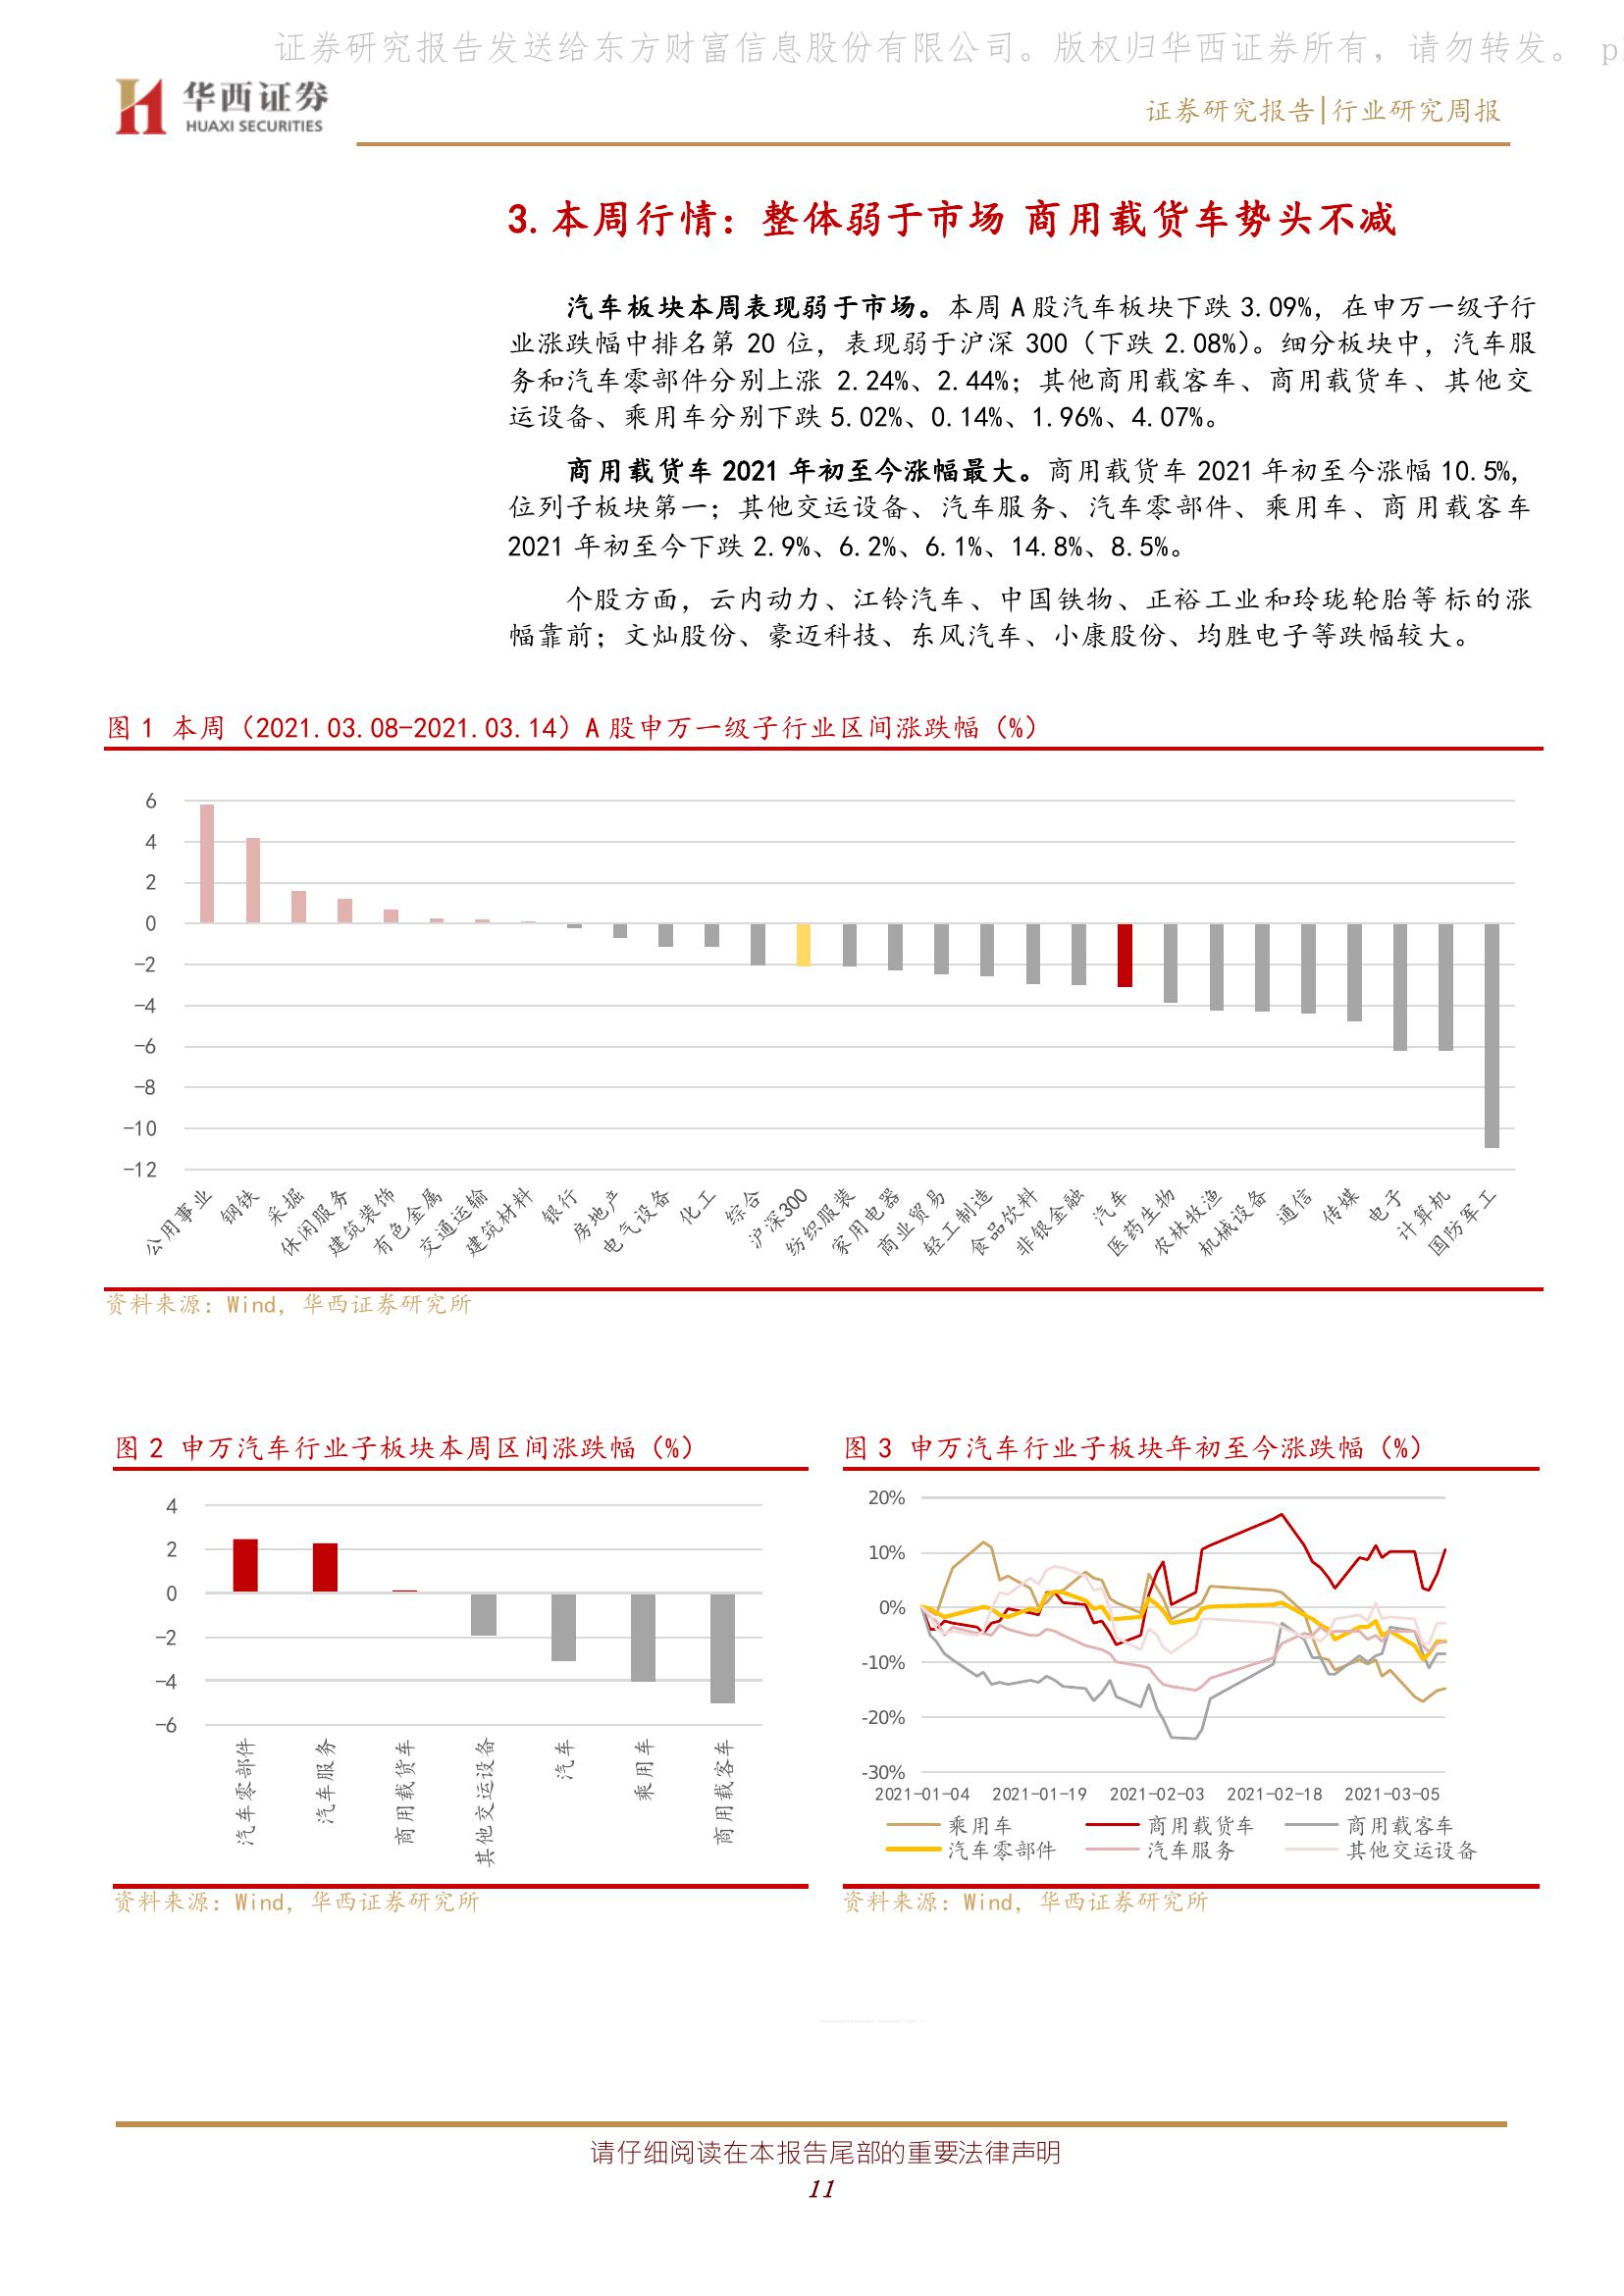 证券研究报告发送给东方财富信息股份有限公司。版权归华西证券所有，请勿转发。 p
华西证券
HUAXI SECURITIES
证券研究报告|行业研究周报
3. 本周行情：整体弱于市场 商用载货车势头不减
汽车板块本周表现弱于市场。本周 A 股汽车板块下跌 3.09%，在申万一级子行
业涨跌幅中排名第 20 位，表现弱于沪深 300（下跌 2.08%）。细分板块中，汽车服
务和汽车零部件分别上涨 2.24%、2.44%；其他商用载客车、商用载货车、其他交
运设备、乘用车分别下跌 5.02%、0.14%、1.96%、4.07%。
商用载货车 2021 年初至今涨幅最大。商用载货车 2021 年初至今涨幅 10.5%，
位列子板块第一；其他交运设备、汽车服务、汽车零部件、乘用车、商用载客车
2021 年初至今下跌 2.9%、6.2%、6.1%、14.8%、8.5%。
个股方面，云内动力、江铃汽车、中国铁物、正裕工业和玲珑轮胎等标的涨
幅靠前；文灿股份、豪迈科技、东风汽车、小康股份、均胜电子等跌幅较大。
图 1 本周（2021.03.08-2021.03.14）A 股申万一级子行业区间涨跌幅（%）
6
4
2
0
-2
-4
-6
-8
-10
-12
公用事业
钢铁
采掘
休闲服务
建筑装饰
有色金属
交通运输
建筑材料
银行
房地产
电气设备
化工
综合
沪深300
纺织服装
家用电器
商业贸易
轻工制造
食品饮料
非银金融
汽车
医药生物
农林牧渔
机械设备
通信
传媒
电子
计算机
国防军工
资料来源：Wind，华西证券研究所
图 2 申万汽车行业子板块本周区间涨跌幅（%）
4
2
0
-2
-4
-6
汽车零部件
汽车服务
商用载货车
其他交运设备
汽车
乘用车
商用载客车
资料来源：Wind，华西证券研究所
图 3 申万汽车行业子板块年初至今涨跌幅（%）
20%
10%
0%
-10%
-20%
-30%
2021-01-04 2021-01-19 2021-02-03 2021-02-18 2021-03-05
乘用车 商用载货车 商用载客车
汽车零部件 汽车服务 其他交运设备
资料来源：Wind，华西证券研究所
请仔细阅读在本报告尾部的重要法律声明
11